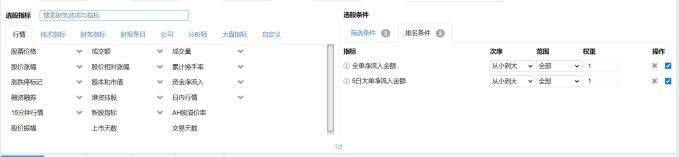 选股指标 搜索财务选项与指标
行情 技术指标 财务指标 财报条目 公司 分析师 大盘指标 自定义
股票价格 成交额 成交量
股价涨幅 股价相对涨幅 累计换手率
涨跌停标记 股本和市值 资金净流入
融资融券 港资持股 日内行情
15分钟行情 新股指标 AH股溢价率
股价振幅 上市天数 交易天数
选股条件
筛选条件 2 排名条件 2
指标 次序 范围 权重 操作
全单净流入金额 从小到大 全部 1
5日大单净流入金额 从小到大 全部 1